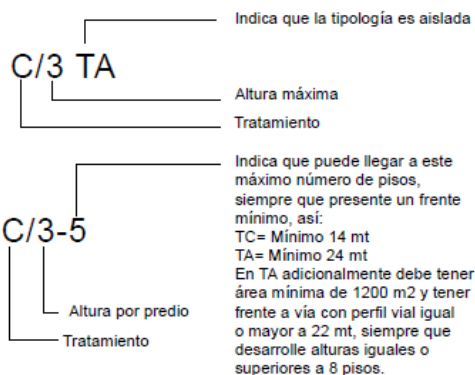 Indica que la tipología es aislada
C/3 TA
Altura máxima
Tratamiento
Indica que puede llegar a este
máximo número de pisos,
siempre que presente un frente
mínimo, así:
TC= Mínimo 14 mt
TA= Mínimo 24 mt
En TA adicionalmente debe tener
área mínima de 1200 m2 y tener
frente a vía con perfil vial igual
o mayor a 22 mt, siempre que
desarrolle alturas iguales o
superiores a 8 pisos.
C/3-5
Altura por predio
Tratamiento